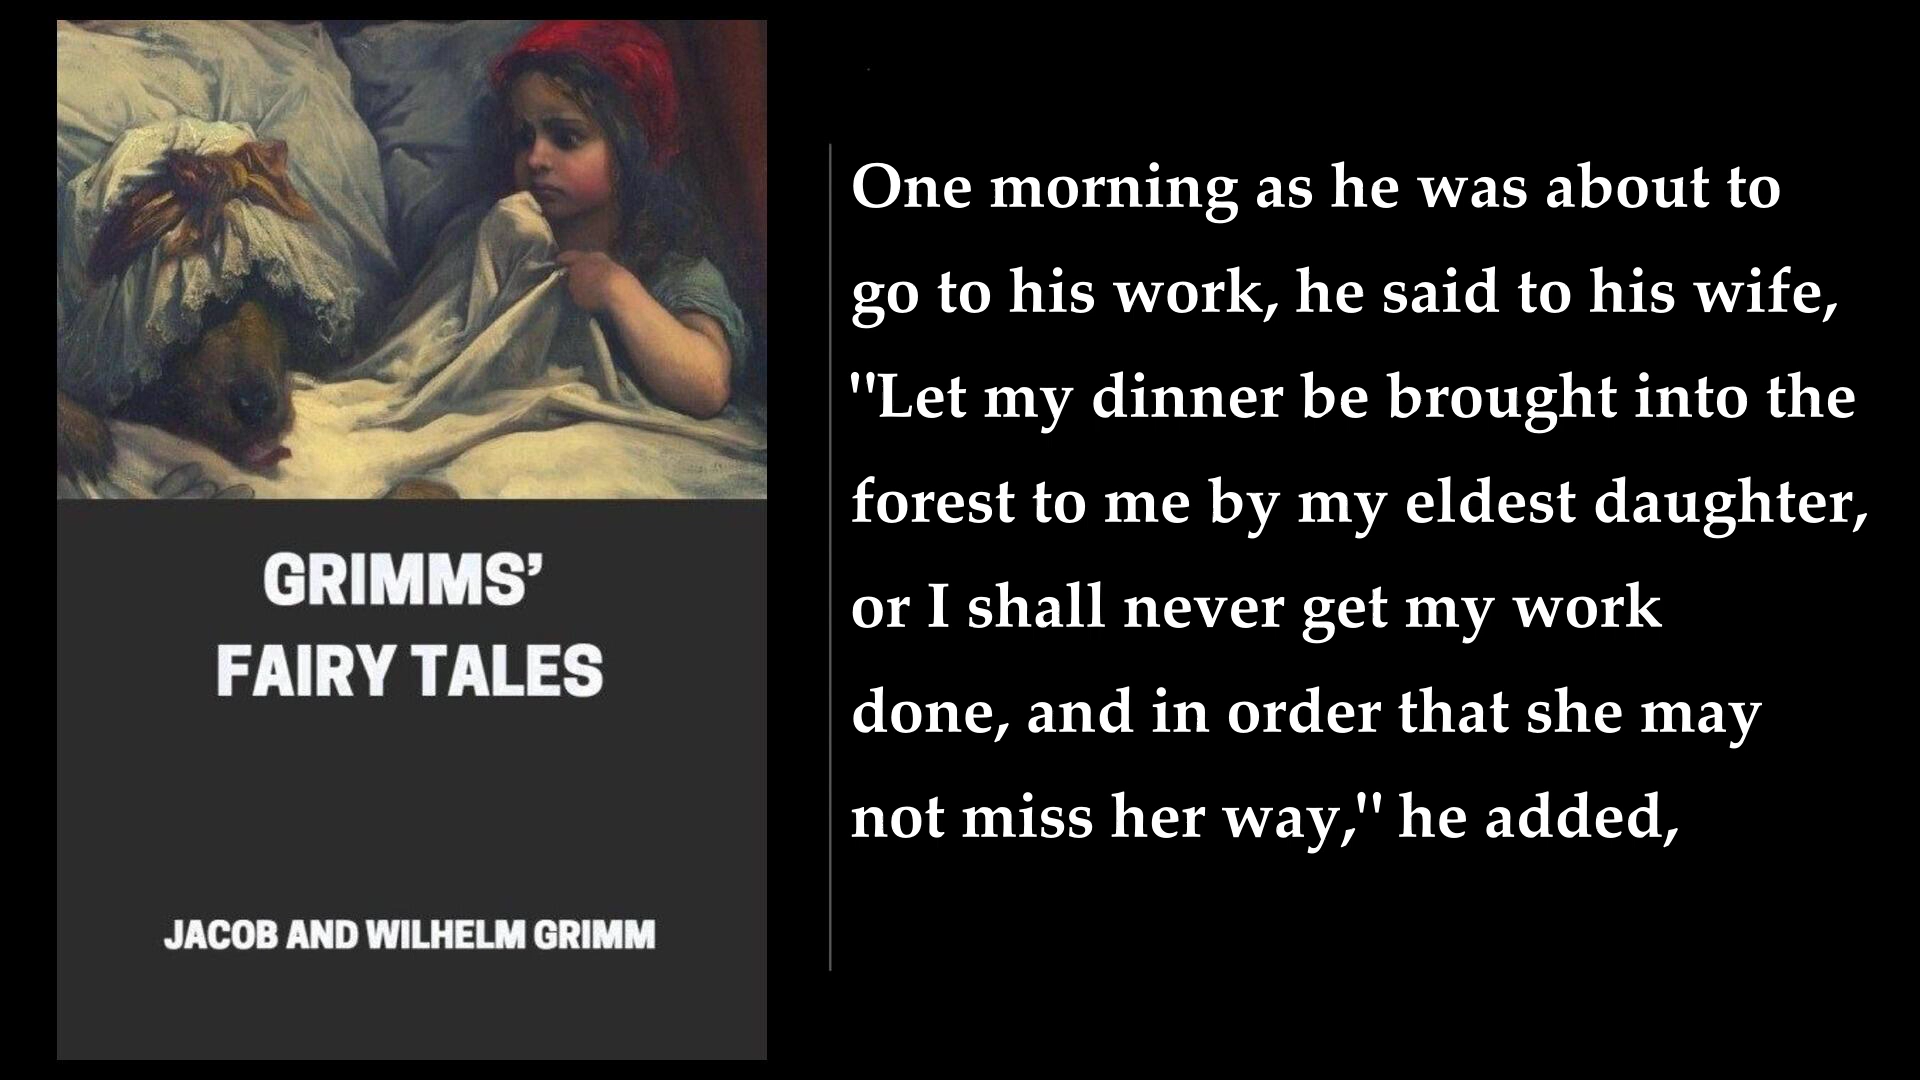 GRIMMS’
FAIRY TALES
JACOB AND WILHELM GRIMM
One morning as he was about to
go to his work, he said to his wife,
"Let my dinner be brought into the
forest to me by my eldest daughter,
or I shall never get my work
done, and in order that she may
not miss her way," he added,